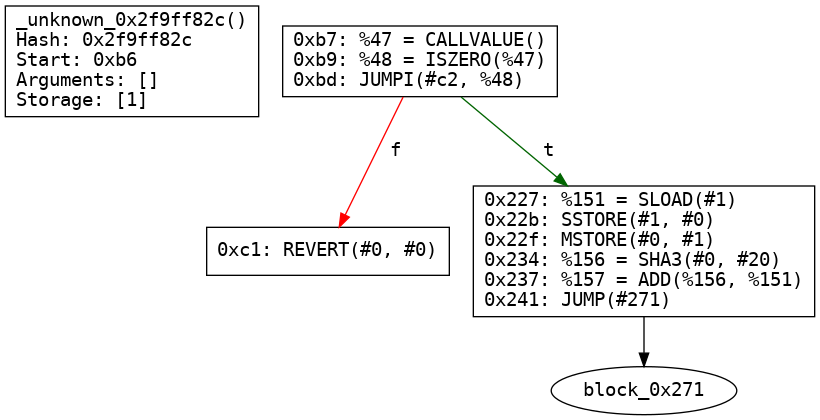 _unknown_0x2f9ff82c()
Hash: 0x2f9ff82c
Start: 0xb6
Arguments: []
Storage: [1]
0xb7: %47 = CALLVALUE()
0xb9: %48 = ISZERO(%47)
0xbd: JUMPI(#c2, %48)
f
t
0xc1: REVERT(#0, #0)
0x227: %151 = SLOAD(#1)
0x22b: SSTORE(#1, #0)
0x22f: MSTORE(#0, #1)
0x234: %156 = SHA3(#0, #20)
0x237: %157 = ADD(%156, %151)
0x241: JUMP(#271)
block_0x271